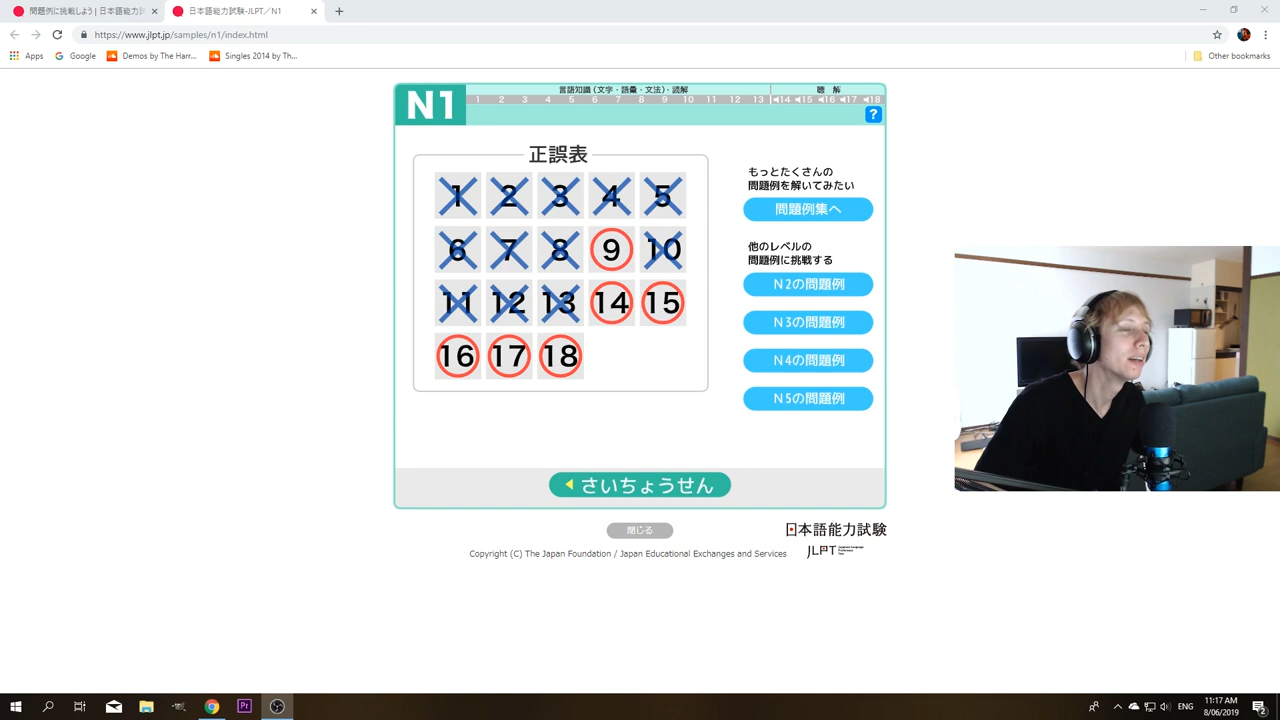 問題例に挑戦しよう | 日本語能力試
日本語能力試験-JLPT／N1
https://www.jlpt.jp/samples/n1/index.html
Apps
Google
Demos by The Harr...
Singles 2014 by Th...
Other bookmarks
N1
言語知識（文字・語彙・文法）・読解
聴 解
1 2 3 4 5 6 7 8 9 10 11 12 13 14 15 16 17 18
?
正誤表
1 2 3 4 5
6 7 8 9 10
11 12 13 14 15
16 17 18
もっとたくさんの
問題例を解いてみたい
問題例集へ
他のレベルの
問題例に挑戦する
N2の問題例
N3の問題例
N4の問題例
N5の問題例
さいちょうせん
閉じる
日本語能力試験
JLPT
Copyright (C) The Japan Foundation / Japan Educational Exchanges and Services
Pr
ENG
11:17 AM
8/06/2019
2